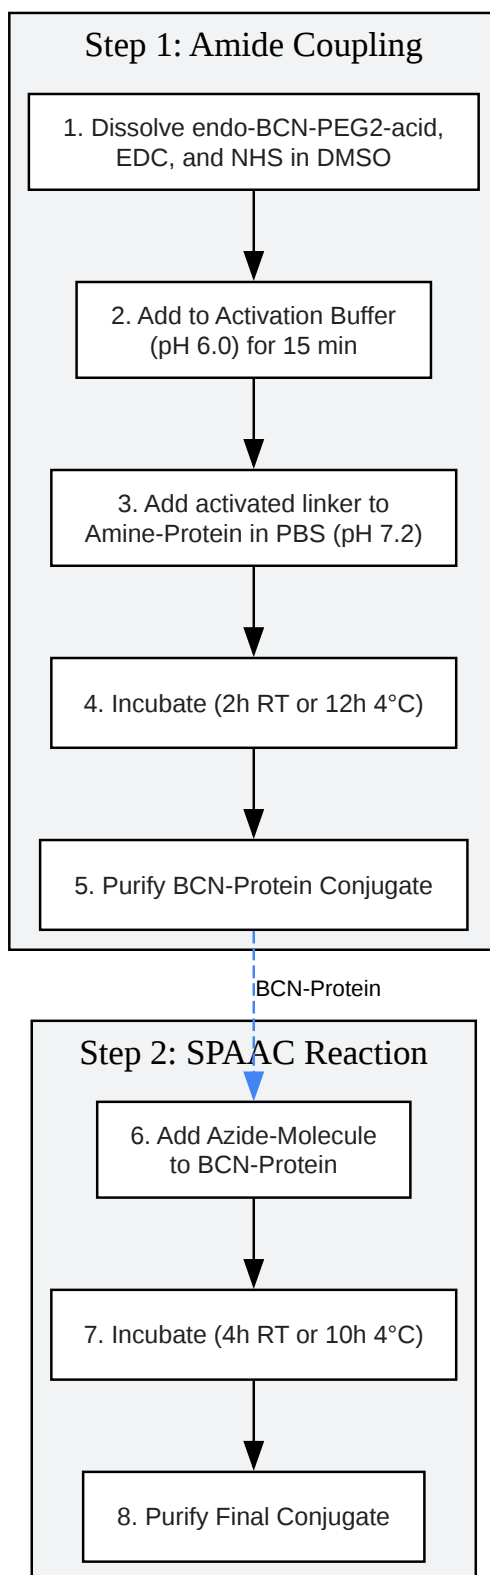 Step 1: Amide Coupling
1. Dissolve endo-BCN-PEG2-acid,
EDC, and NHS in DMSO
2. Add to Activation Buffer
(pH 6.0) for 15 min
3. Add activated linker to
Amine-Protein in PBS (pH 7.2)
4. Incubate (2h RT or 12h 4°C)
5. Purify BCN-Protein Conjugate
BCN-Protein
Step 2: SPAAC Reaction
6. Add Azide-Molecule
to BCN-Protein
7. Incubate (4h RT or 10h 4°C)
8. Purify Final Conjugate